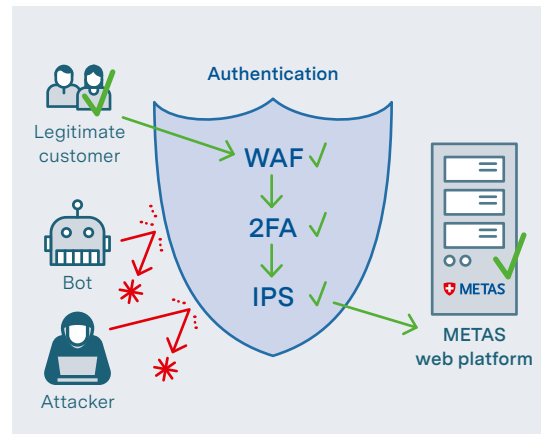 Authentication
Legitimate
customer
WAF
2FA
Bot
IPS
METAS
METAS
web platform
Attacker